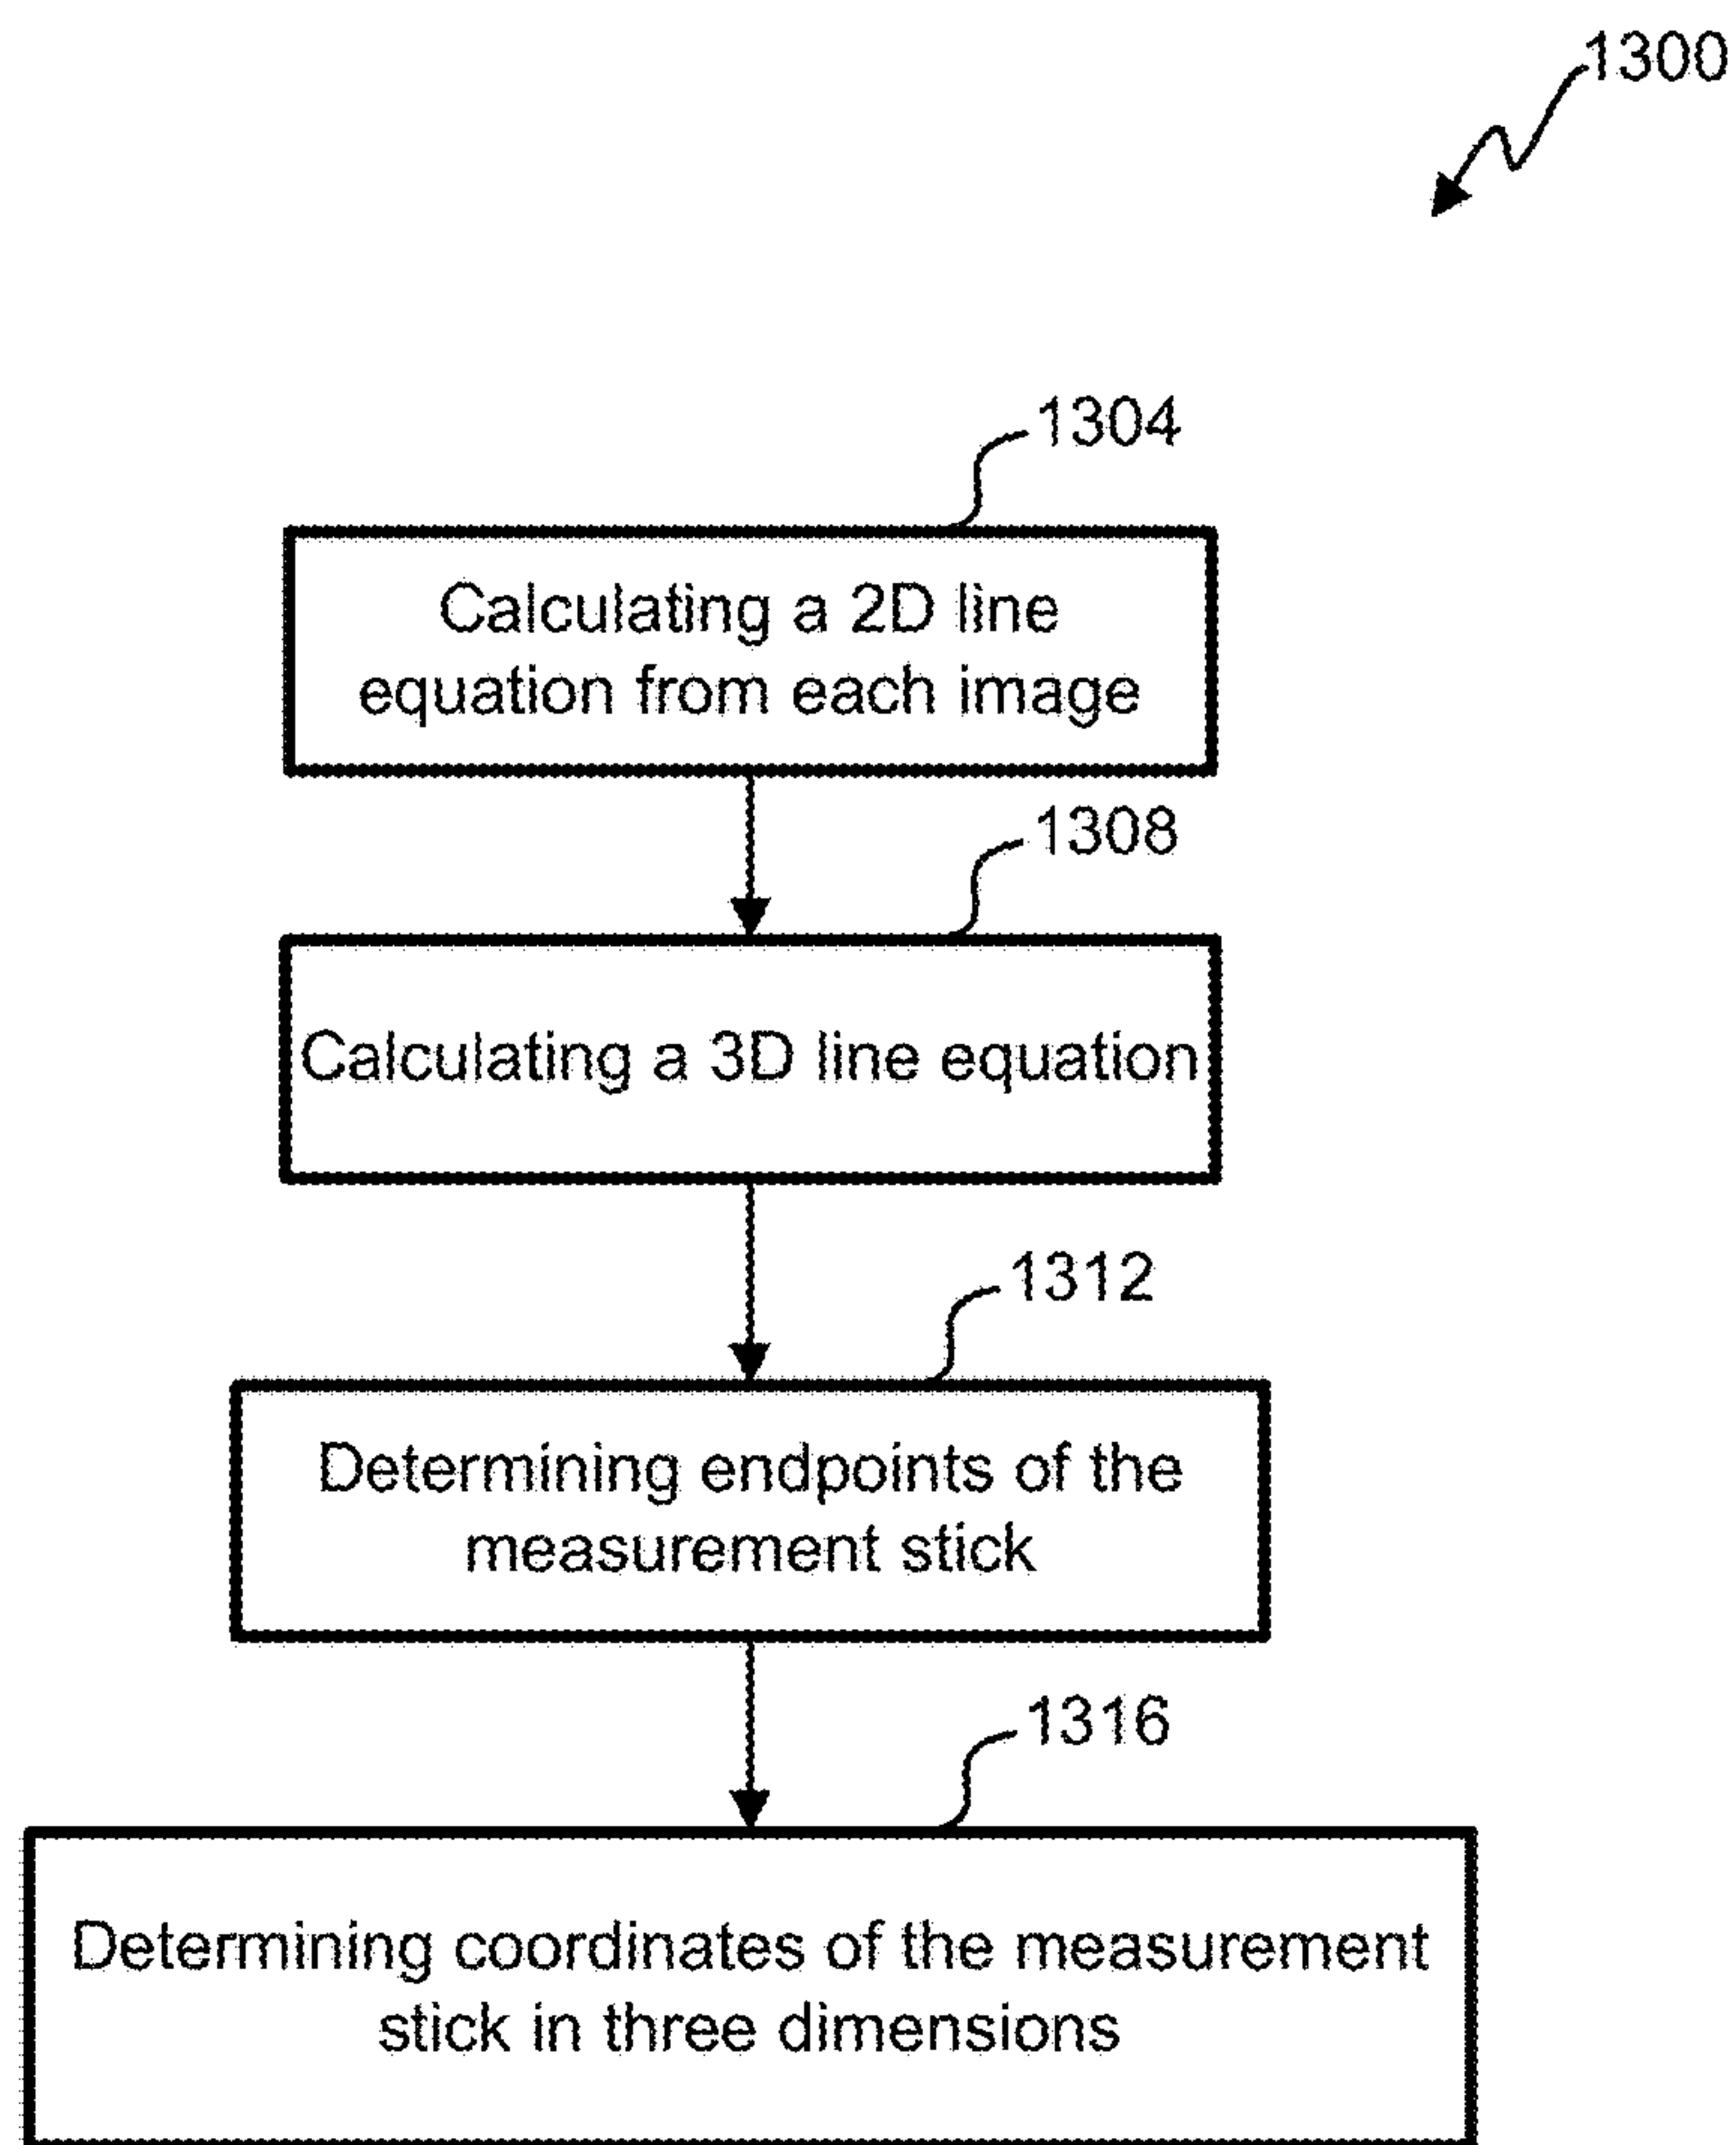 1300
1304
Calculating a 2D line
equation from each image
1308
Calculating a 3D line equation
1312
Determining endpoints of the
measurement stick
1316
Determining coordinates of the measurement
stick in three dimensions